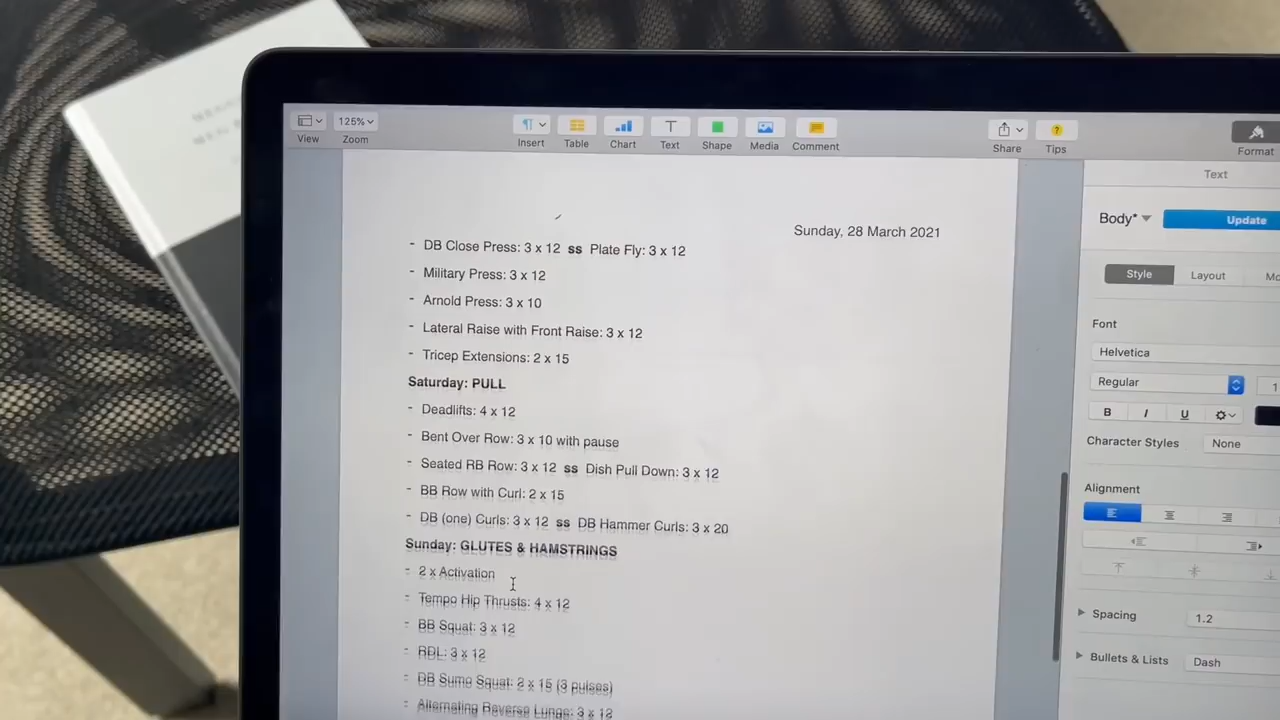 125%
View
Zoom
Insert
Table
Chart
Text
Shape
Media
Comment
Share
Tips
Format
Text
Sunday, 28 March 2021
- DB Close Press: 3 x 12 ss Plate Fly: 3 x 12
- Military Press: 3 x 12
- Arnold Press: 3 x 10
- Lateral Raise with Front Raise: 3 x 12
- Tricep Extensions: 2 x 15
Saturday: PULL
- Deadlifts: 4 x 12
- Bent Over Row: 3 x 10 with pause
- Seated RB Row: 3 x 12 ss Dish Pull Down: 3 x 12
- BB Row with Curl: 2 x 15
- DB (one) Curls: 3 x 12 ss DB Hammer Curls: 3 x 20
Sunday: GLUTES & HAMSTRINGS
- 2 x Activation
- Tempo Hip Thrusts: 4 x 12
- BB Squat: 3 x 12
- RDL: 3 x 12
- DB Sumo Squat: 2 x 15 (3 pulses)
- Alternating Reverse Lunge: 3 x 12
Body*
Update
Style
Layout
Font
Helvetica
Regular
B I U
Character Styles
None
Alignment
Spacing
1.2
Bullets & Lists
Dash